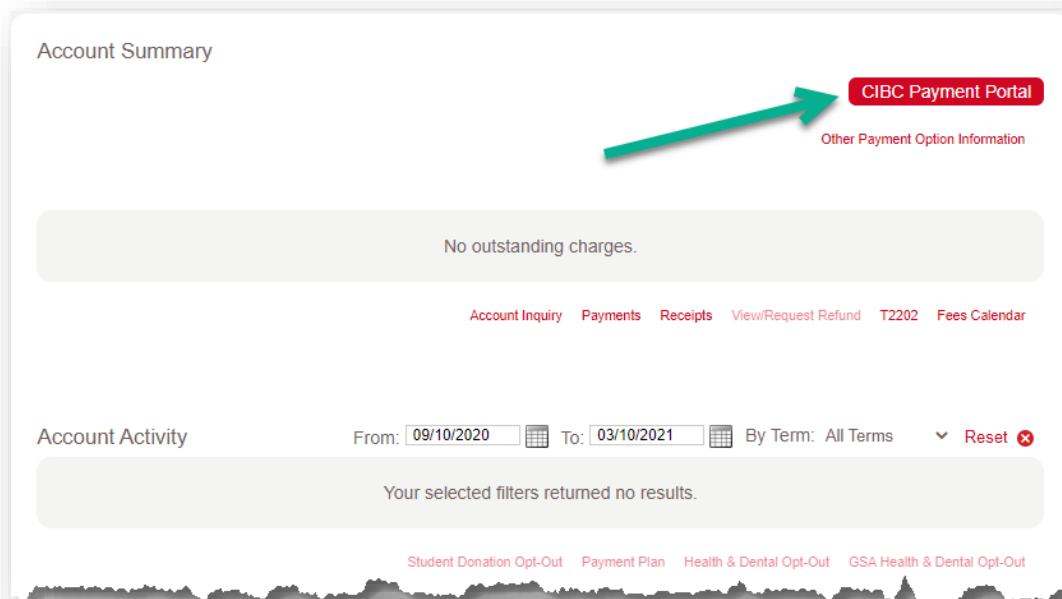 Account Summary
CIBC Payment Portal
Other Payment Option Information
No outstanding charges.
Account Inquiry Payments Receipts View/Request Refund T2202 Fees Calendar
Account Activity From: 09/10/2020 To: 03/10/2021 By Term: All Terms Reset
Your selected filters returned no results.
Student Donation Opt-Out Payment Plan Health & Dental Opt-Out GSA Health & Dental Opt-Out